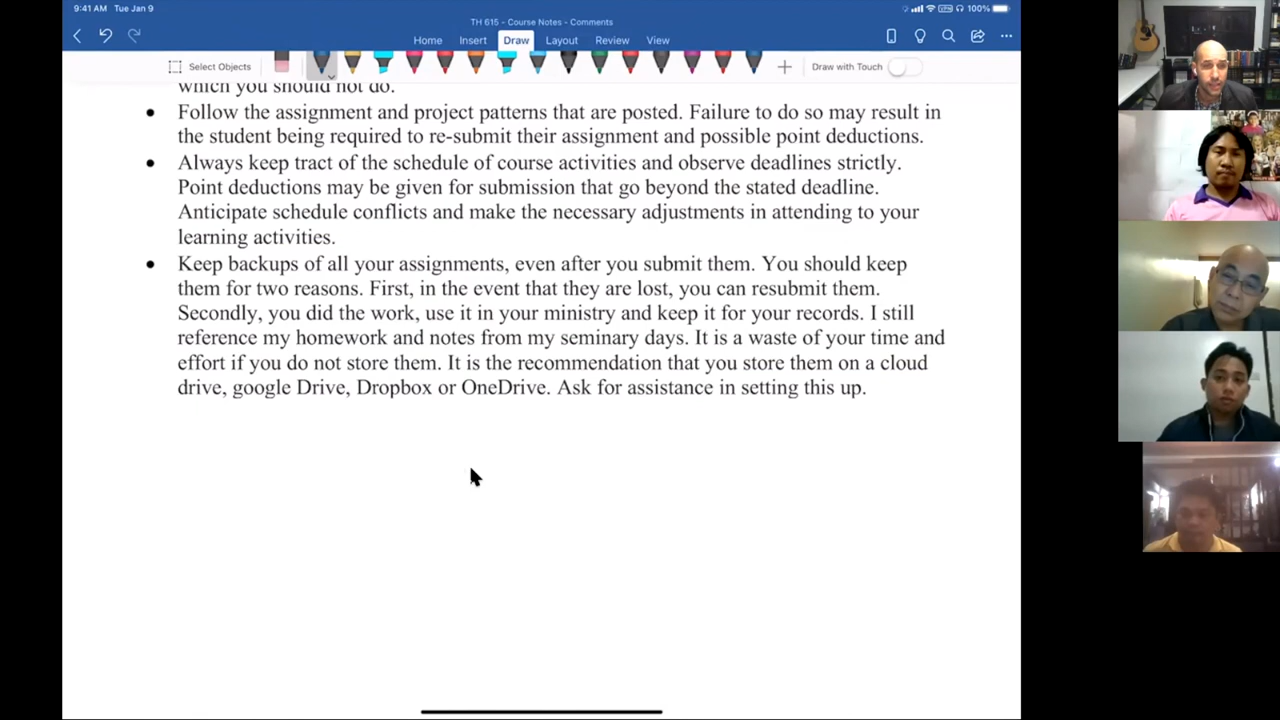 9:41 AM Tue Jan 9
100%
TH 615 - Course Notes - Comments
Home Insert Draw Layout Review View
Select Objects
Draw with Touch
which you should not do.
• Follow the assignment and project patterns that are posted. Failure to do so may result in
the student being required to re-submit their assignment and possible point deductions.
• Always keep tract of the schedule of course activities and observe deadlines strictly.
Point deductions may be given for submission that go beyond the stated deadline.
Anticipate schedule conflicts and make the necessary adjustments in attending to your
learning activities.
• Keep backups of all your assignments, even after you submit them. You should keep
them for two reasons. First, in the event that they are lost, you can resubmit them.
Secondly, you did the work, use it in your ministry and keep it for your records. I still
reference my homework and notes from my seminary days. It is a waste of your time and
effort if you do not store them. It is the recommendation that you store them on a cloud
drive, google Drive, Dropbox or OneDrive. Ask for assistance in setting this up.